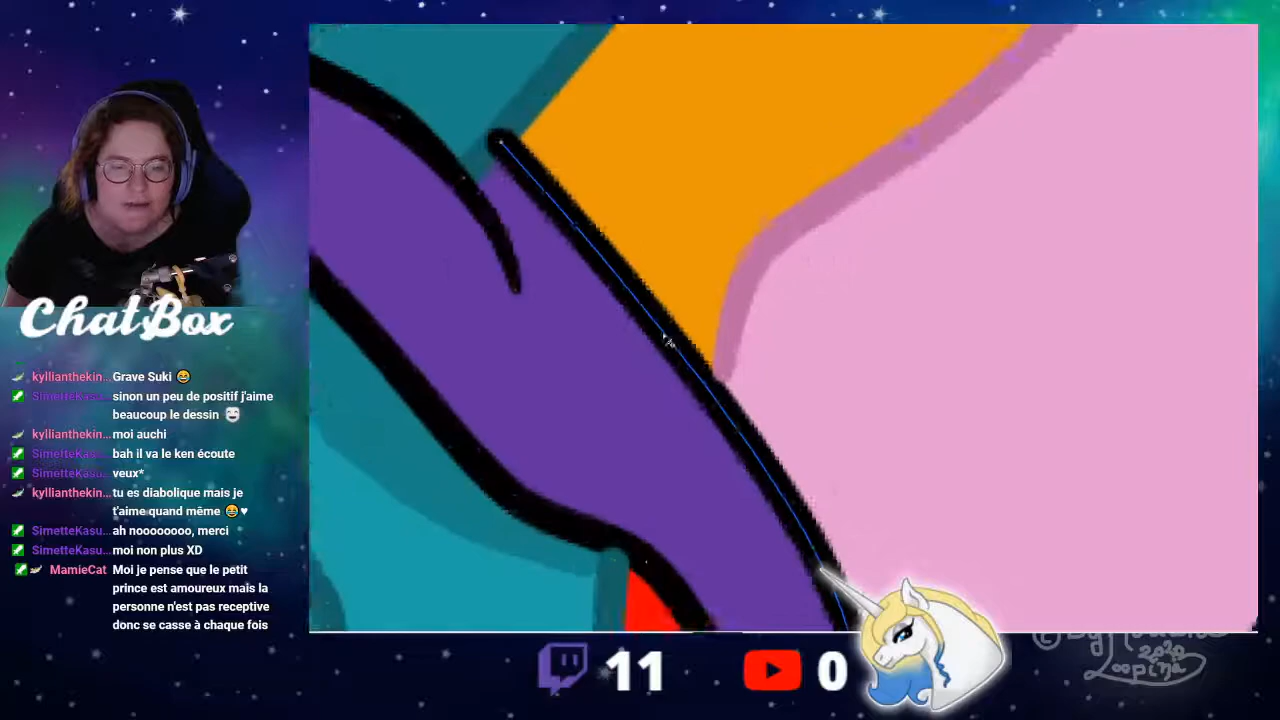 ChatBox
kyllianthekin... Grave Suki 😂
SimetteKasu... sinon un peu de positif j'aime
beaucoup le dessin
kyllianthekin... moi auchi
SimetteKasu... bah il va le ken écoute
SimetteKasu... veux*
kyllianthekin... tu es diabolique mais je
t'aime quand même 😂♥
SimetteKasu... ah nooooooo, merci
SimetteKasu... moi non plus XD
MamieCat Moi je pense que le petit
prince est amoureux mais la
personne n'est pas receptive
donc se casse à chaque fois
11 0
2020
Loopina